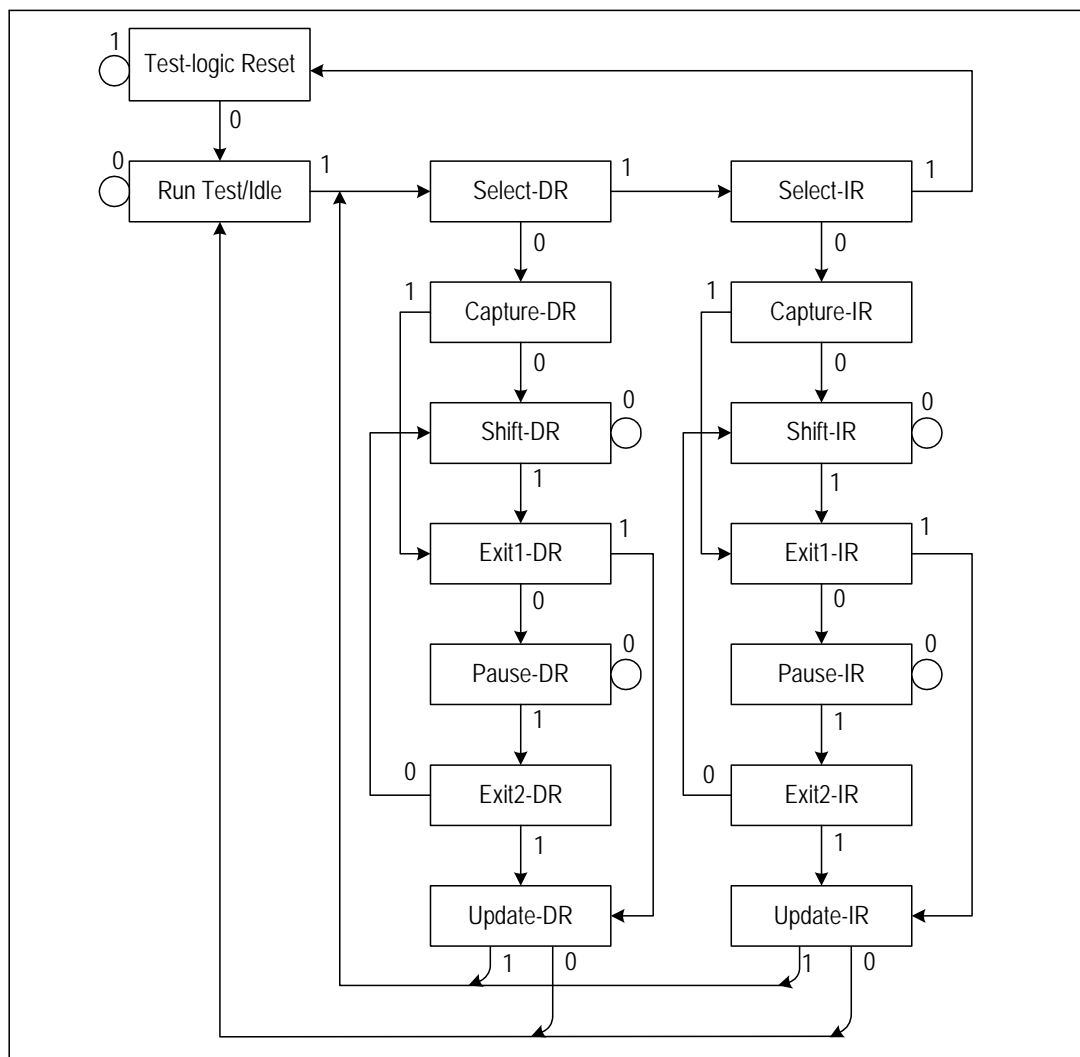 1
Test-logic Reset
0
0
Run Test/Idle
1
Select-DR
1
Select-IR
1
0
0
1
Capture-DR
1
Capture-IR
0
0
Shift-DR
0
Shift-IR
0
1
1
Exit1-DR
1
Exit1-IR
1
0
0
Pause-DR
0
Pause-IR
0
1
1
0
Exit2-DR
0
Exit2-IR
1
1
Update-DR
Update-IR
1
0
1
0